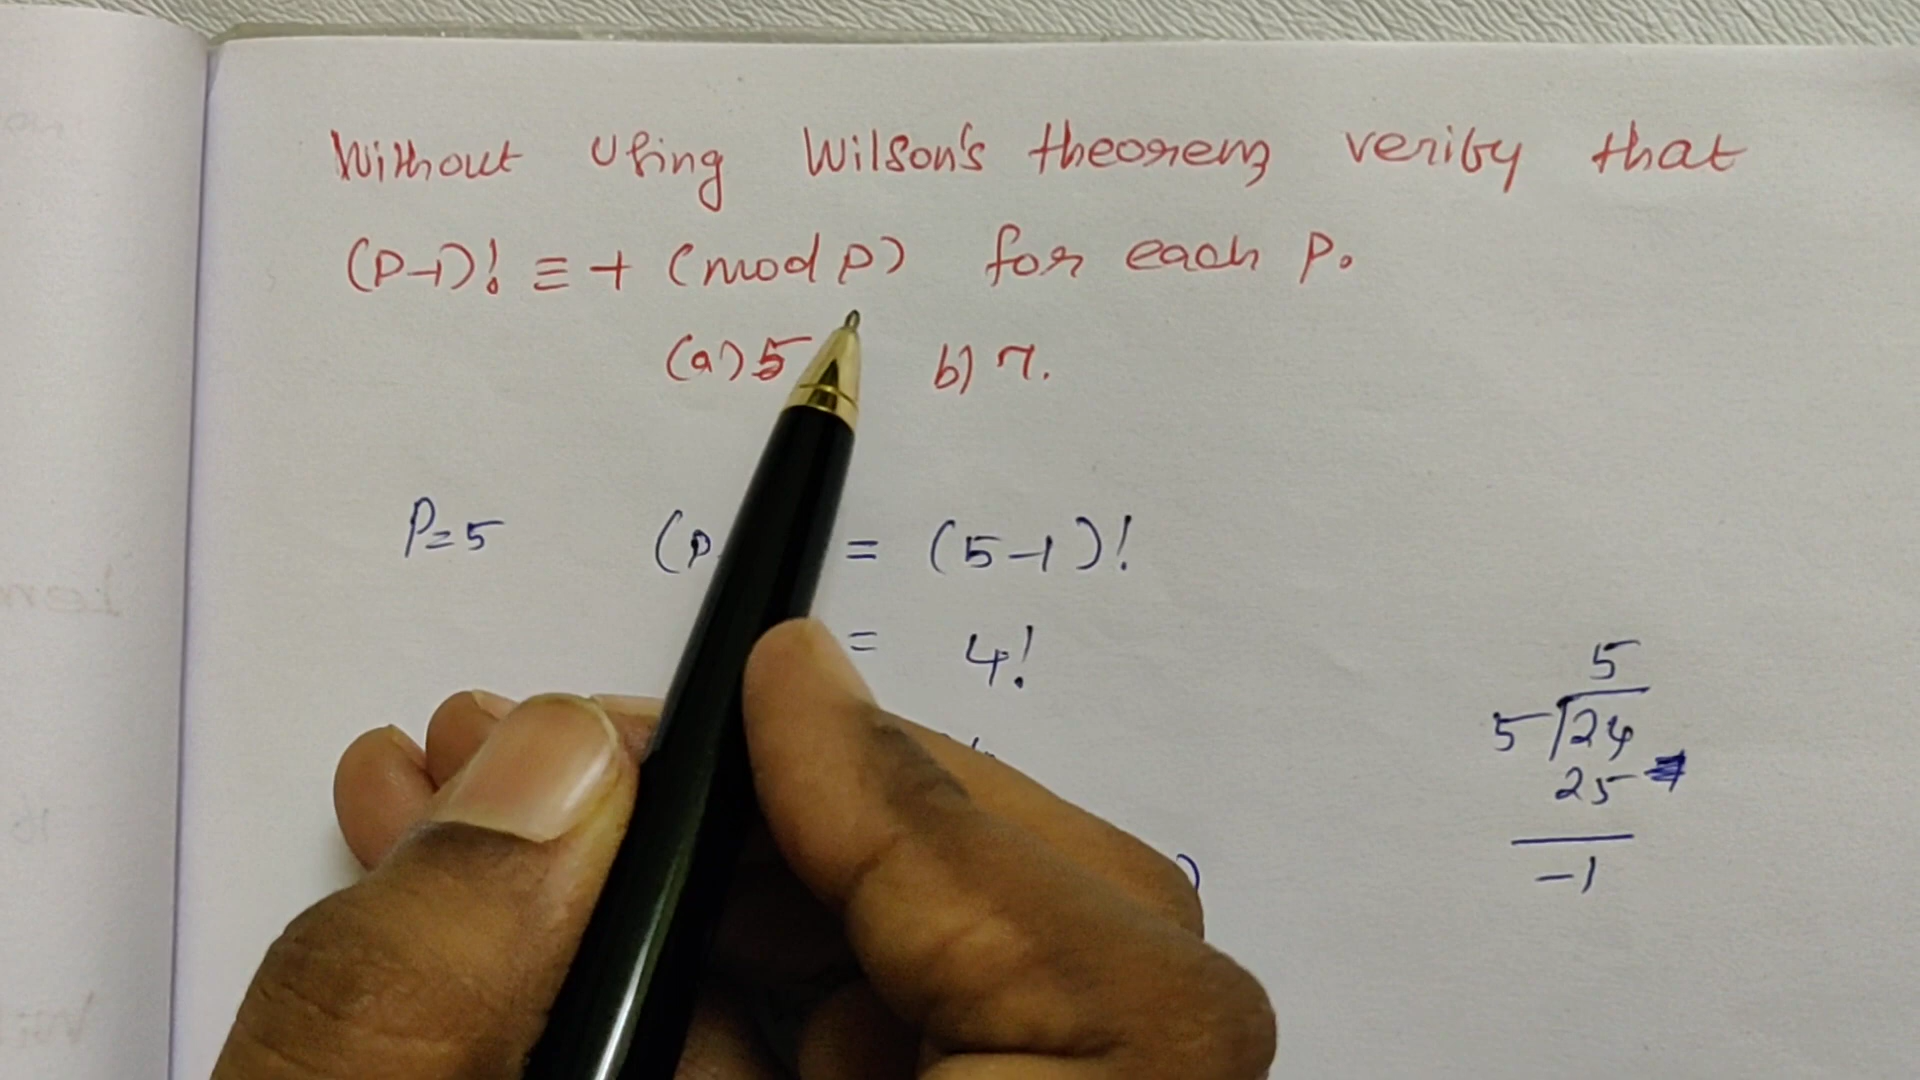 Without using Wilson's theorem verify that
(P-1)! ≡ -1 (mod P) for each P.
(a) 5 b) 7.
P=5 (P = (5-1)!
= 4!
5
5 24
25
-1
)